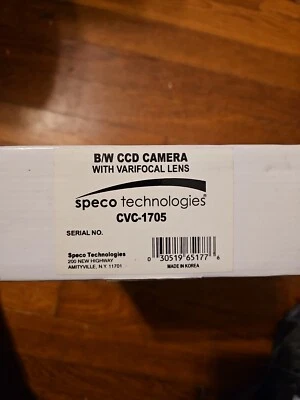 B/W CCD CAMERA
WITH VARIFOCAL LENS
speco technologies®
CVC-1705
SERIAL NO.
Speco Technologies
200 NEW HIGHWAY
AMITYVILLE, N.Y 11701
0 30519 65177 6
MADE IN KOREA